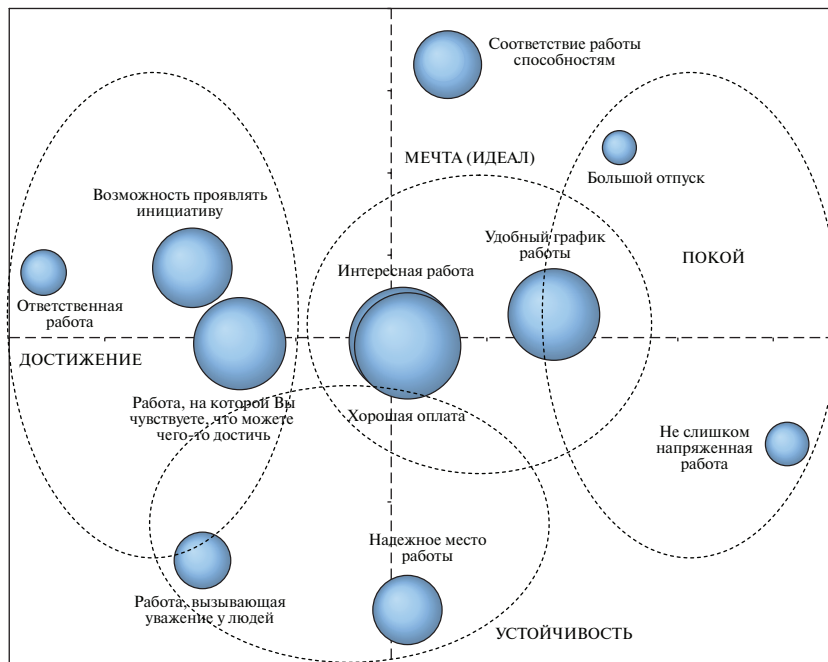 Соответствие работы
способностям
МЕЧТА (ИДЕАЛ)
Большой отпуск
Возможность проявлять
инициативу
Удобный график
работы
ПОКОЙ
Интересная работа
Ответственная
работа
ДОСТИЖЕНИЕ
Работа, на которой Вы
чувствуете, что можете
чего-то достичь
Хорошая оплата
Не слишком
напряженная
работа
Надежное место
работы
Работа, вызывающая
уважение у людей
УСТОЙЧИВОСТЬ